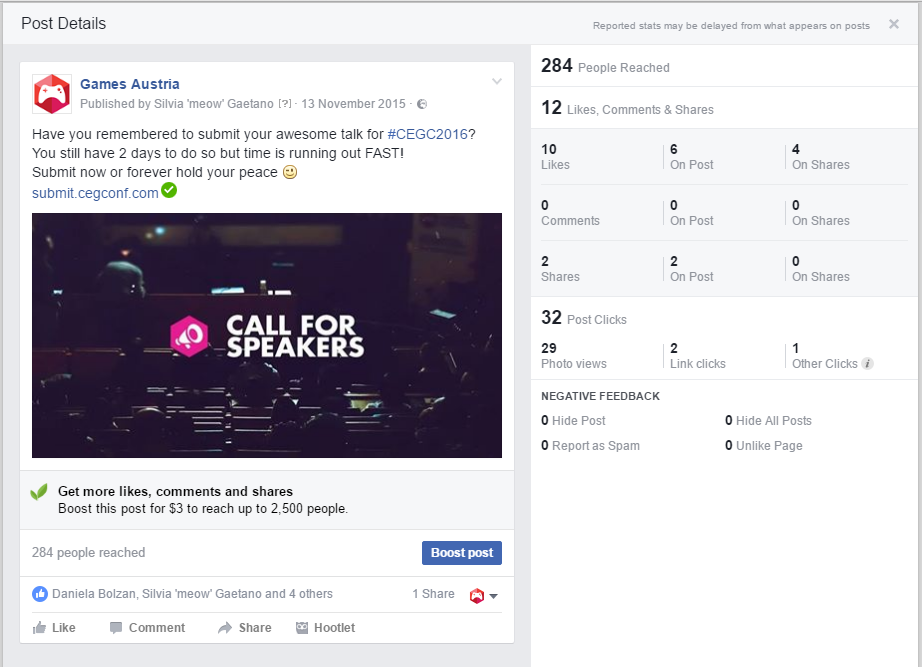 Post Details
Reported stats may be delayed from what appears on posts
Games Austria
Published by Silvia 'meow' Gaetano [?] · 13 November 2015 ·
Have you remembered to submit your awesome talk for #CEGC2016?
You still have 2 days to do so but time is running out FAST!
Submit now or forever hold your peace
submit.cegconf.com
CALL FOR
SPEAKERS
Get more likes, comments and shares
Boost this post for $3 to reach up to 2,500 people.
284 people reached
Boost post
Daniela Bolzan, Silvia 'meow' Gaetano and 4 others
1 Share
Like Comment Share Hootlet
284 People Reached
12 Likes, Comments & Shares
10 6 4
Likes On Post On Shares
0 0 0
Comments On Post On Shares
2 2 0
Shares On Post On Shares
32 Post Clicks
29 2 1
Photo views Link clicks Other Clicks i
NEGATIVE FEEDBACK
0 Hide Post 0 Hide All Posts
0 Report as Spam 0 Unlike Page